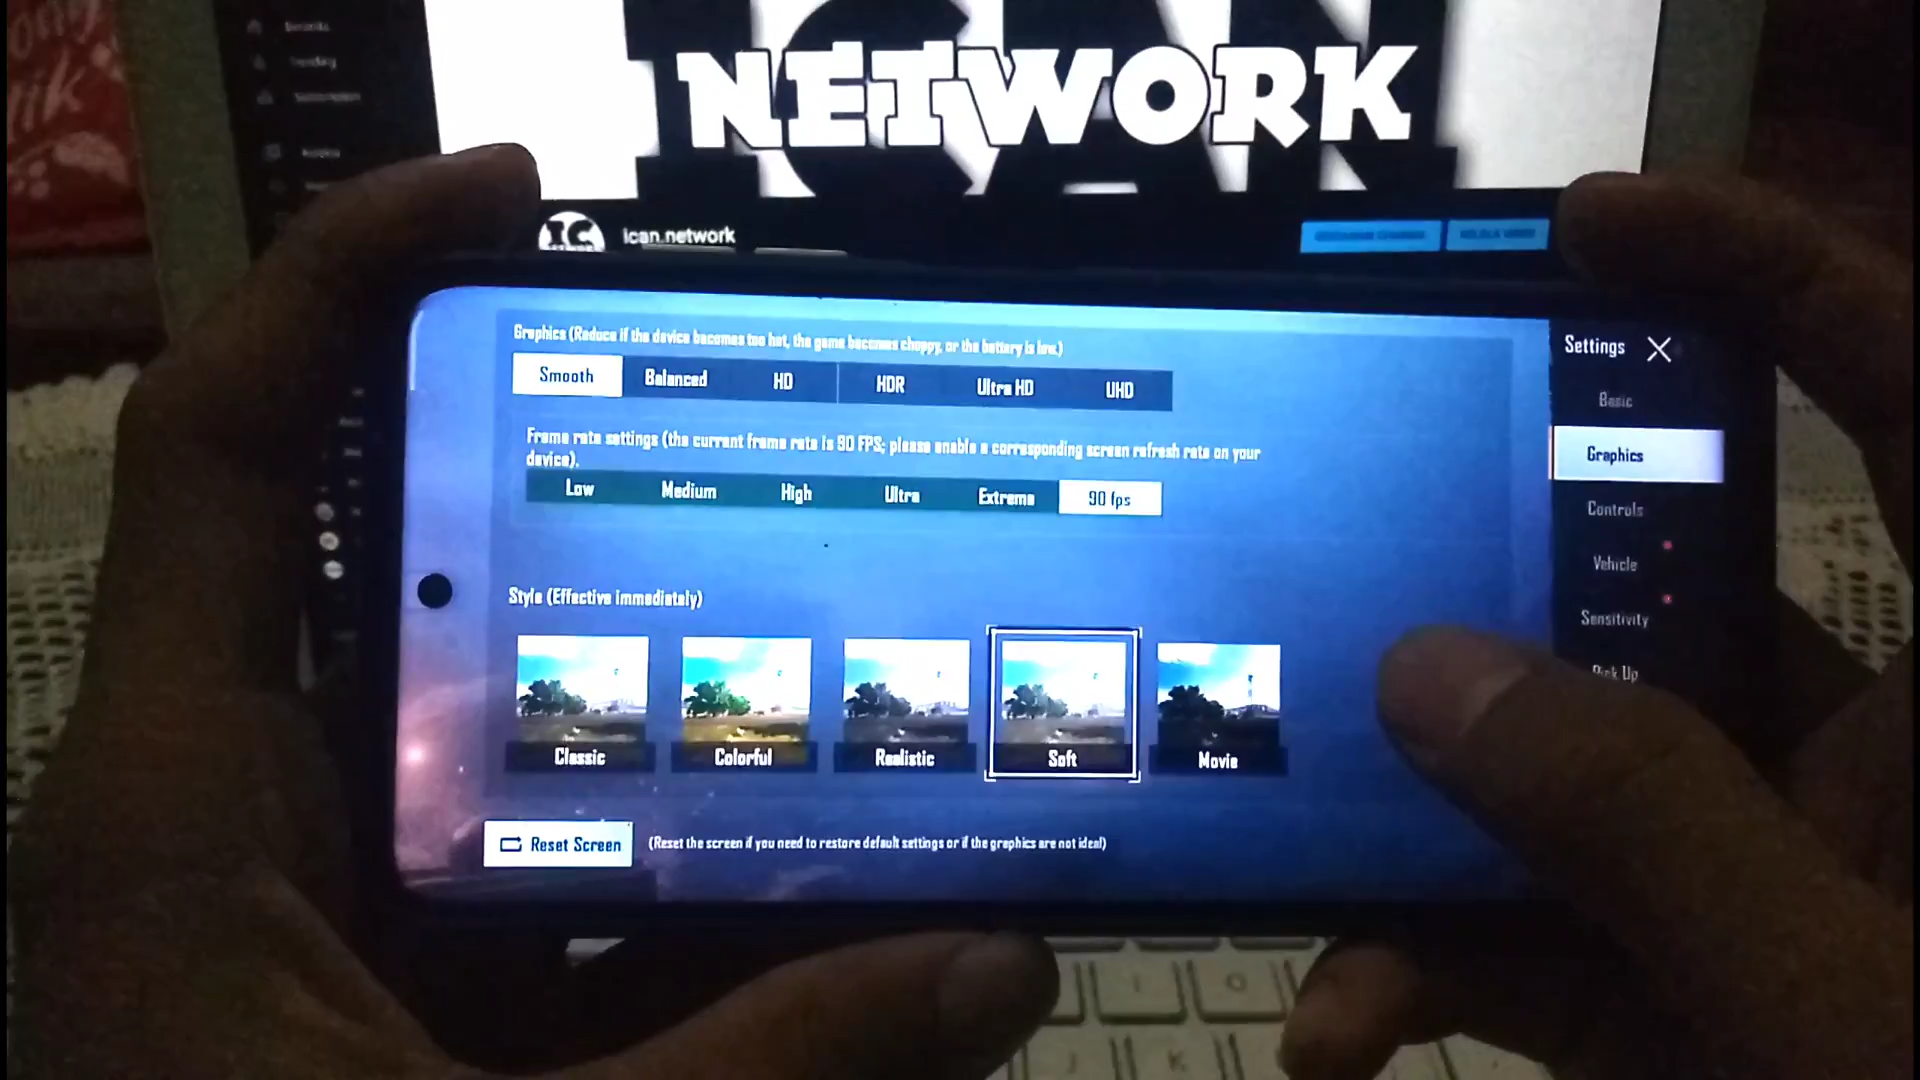 ICAN
NETWORK
ican.network
Graphics (Reduce if the device becomes too hot, the game becomes choppy, or the battery is low.)
Smooth Balanced HD HDR Ultra HD UHD
Frame rate settings (the current frame rate is 90 FPS; please enable a corresponding screen refresh rate on your
device).
Low Medium High Ultra Extreme 90 fps
Style (Effective immediately)
Classic Colorful Realistic Soft Movie
Reset Screen (Reset the screen if you need to restore default settings or if the graphics are not ideal)
Settings
Basic
Graphics
Controls
Vehicle
Sensitivity
Pick Up
I O
J K